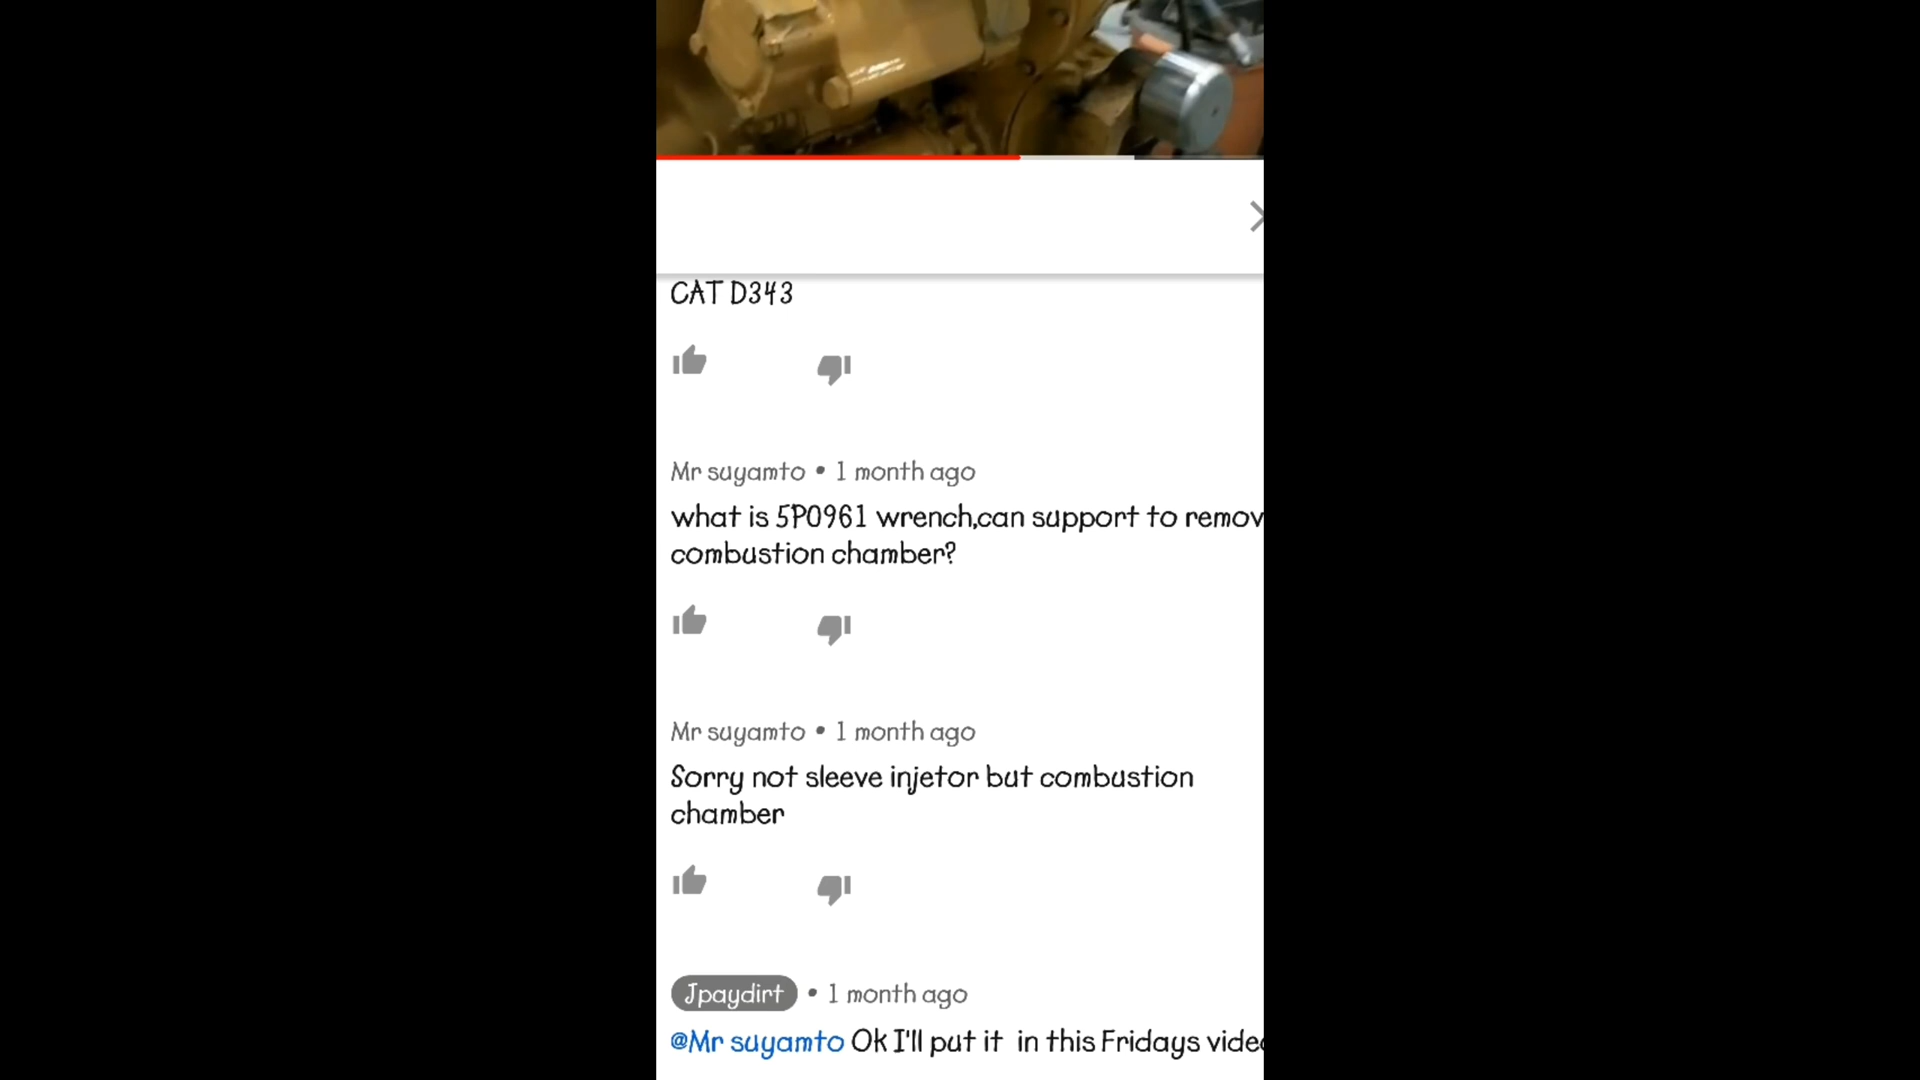 CAT D343
Mr suyamto • 1 month ago
what is 5P0961 wrench,can support to remov
combustion chamber?
Mr suyamto • 1 month ago
Sorry not sleeve injetor but combustion
chamber
Jpaydirt • 1 month ago
@Mr suyamto Ok I'll put it in this Fridays video